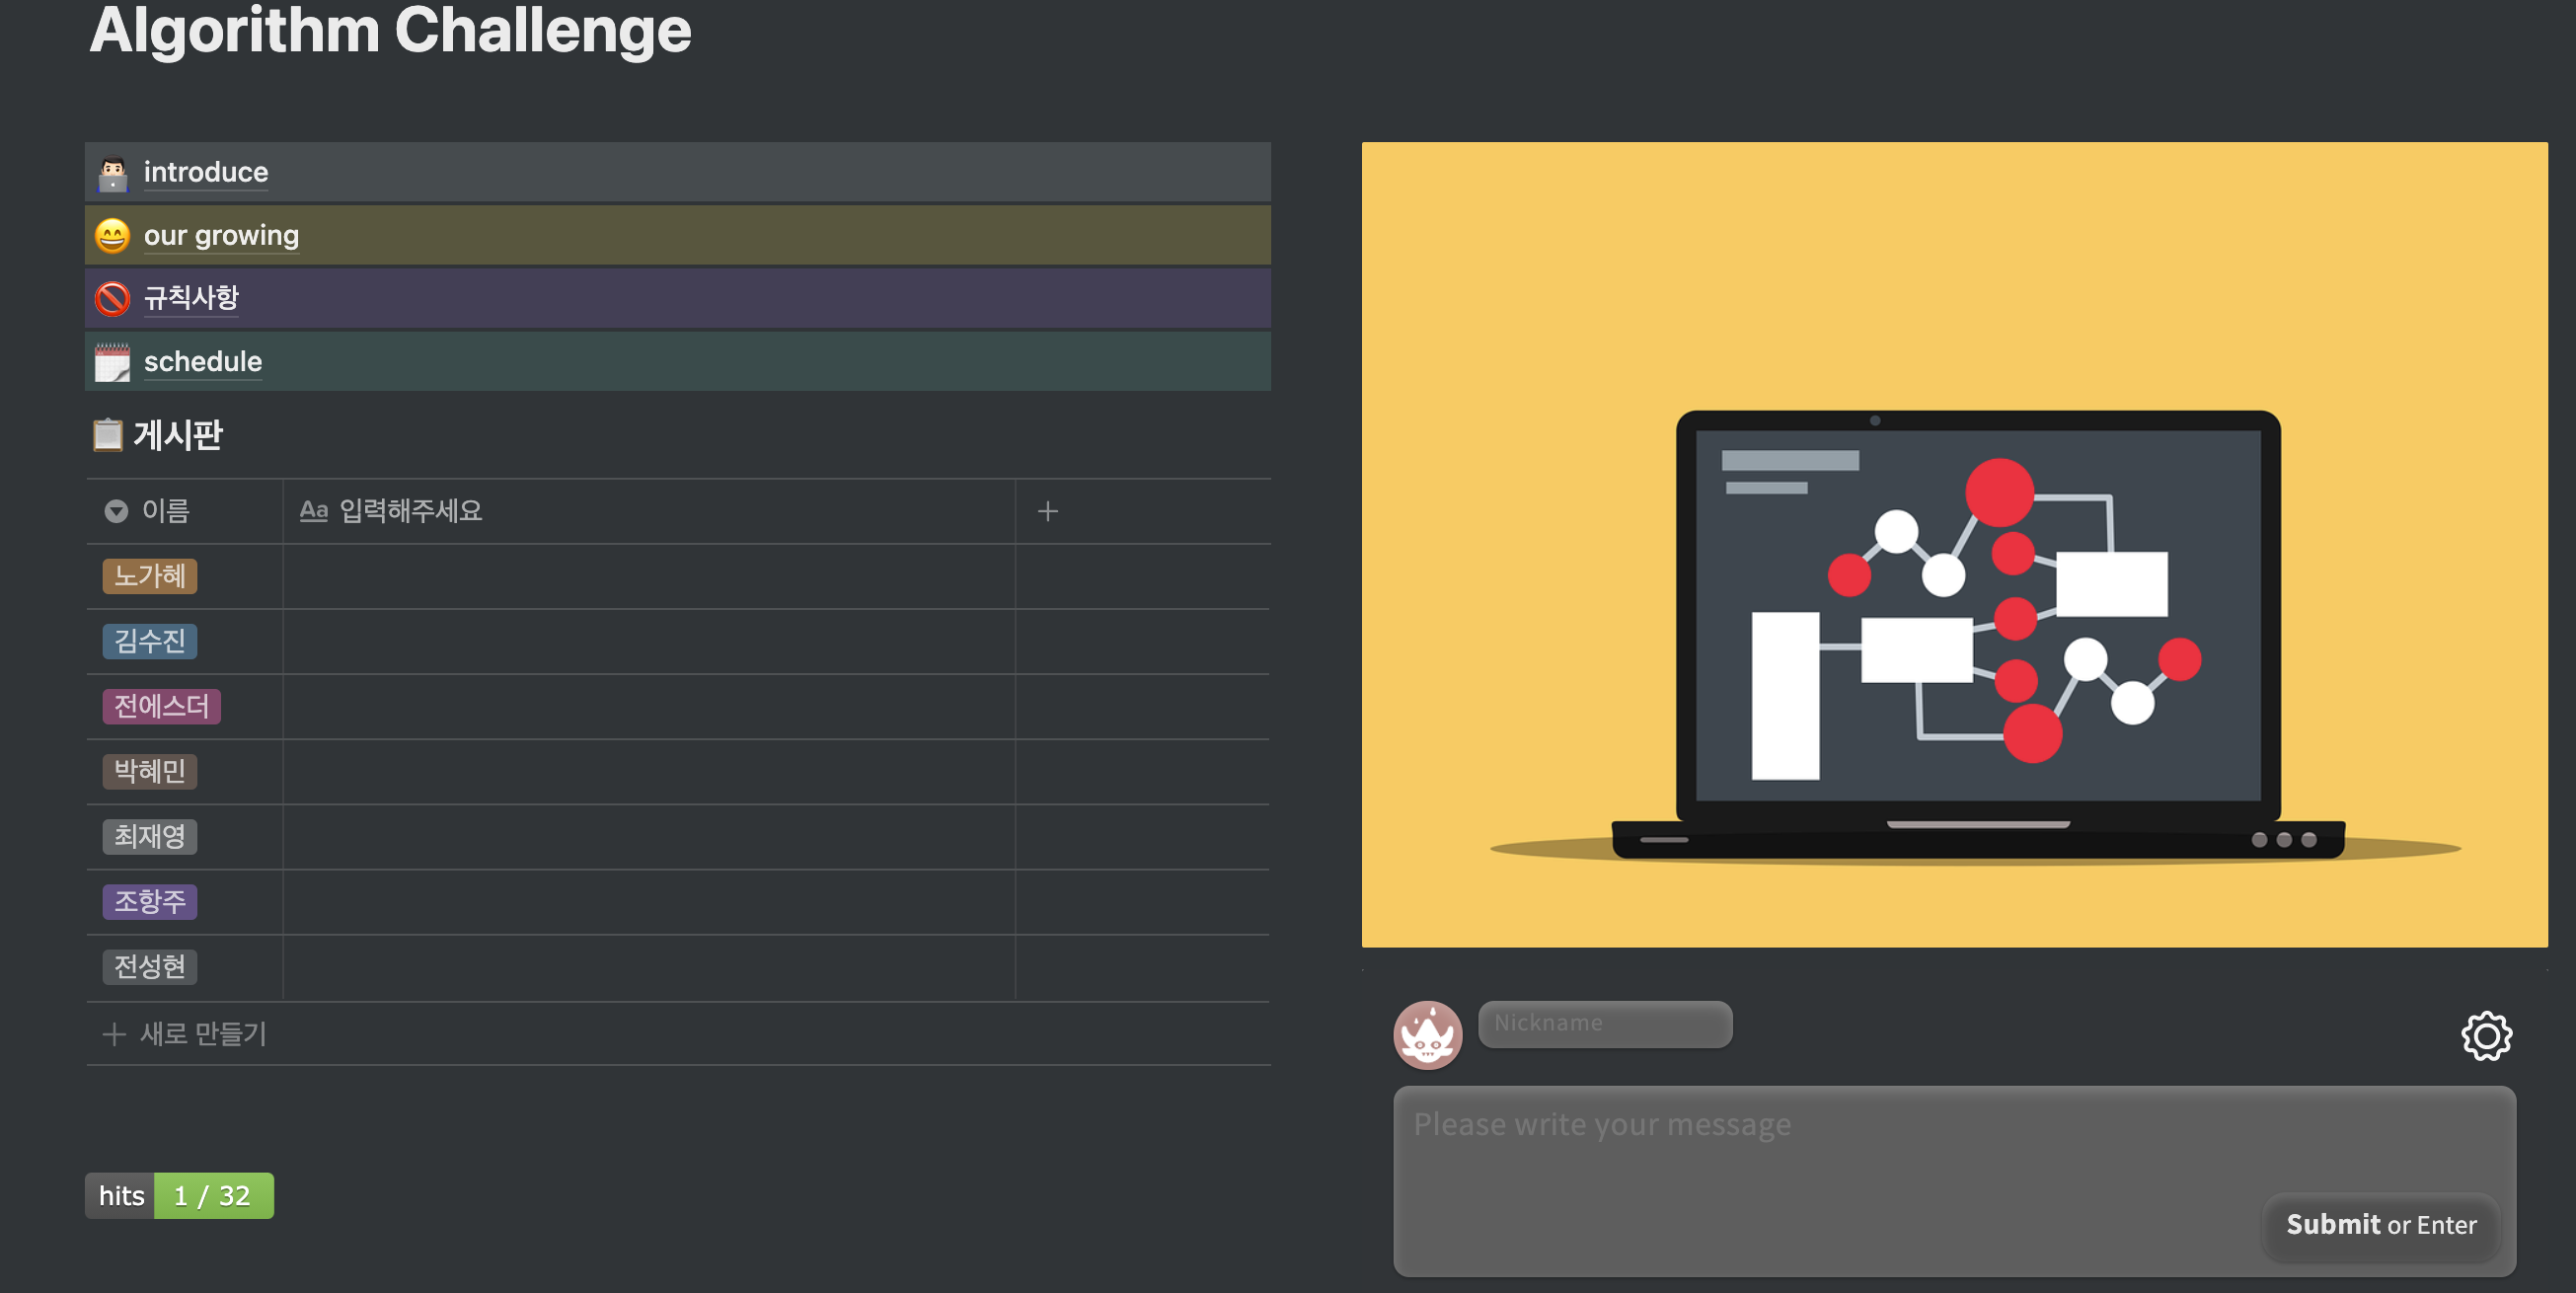 Algorithm Challenge
introduce
our growing
규칙사항
schedule
게시판
이름
Aa 입력해주세요
노가혜
김수진
전에스더
박혜민
최재영
조항주
전성현
+ 새로 만들기
hits 1 / 32
Nickname
Please write your message
Submit or Enter